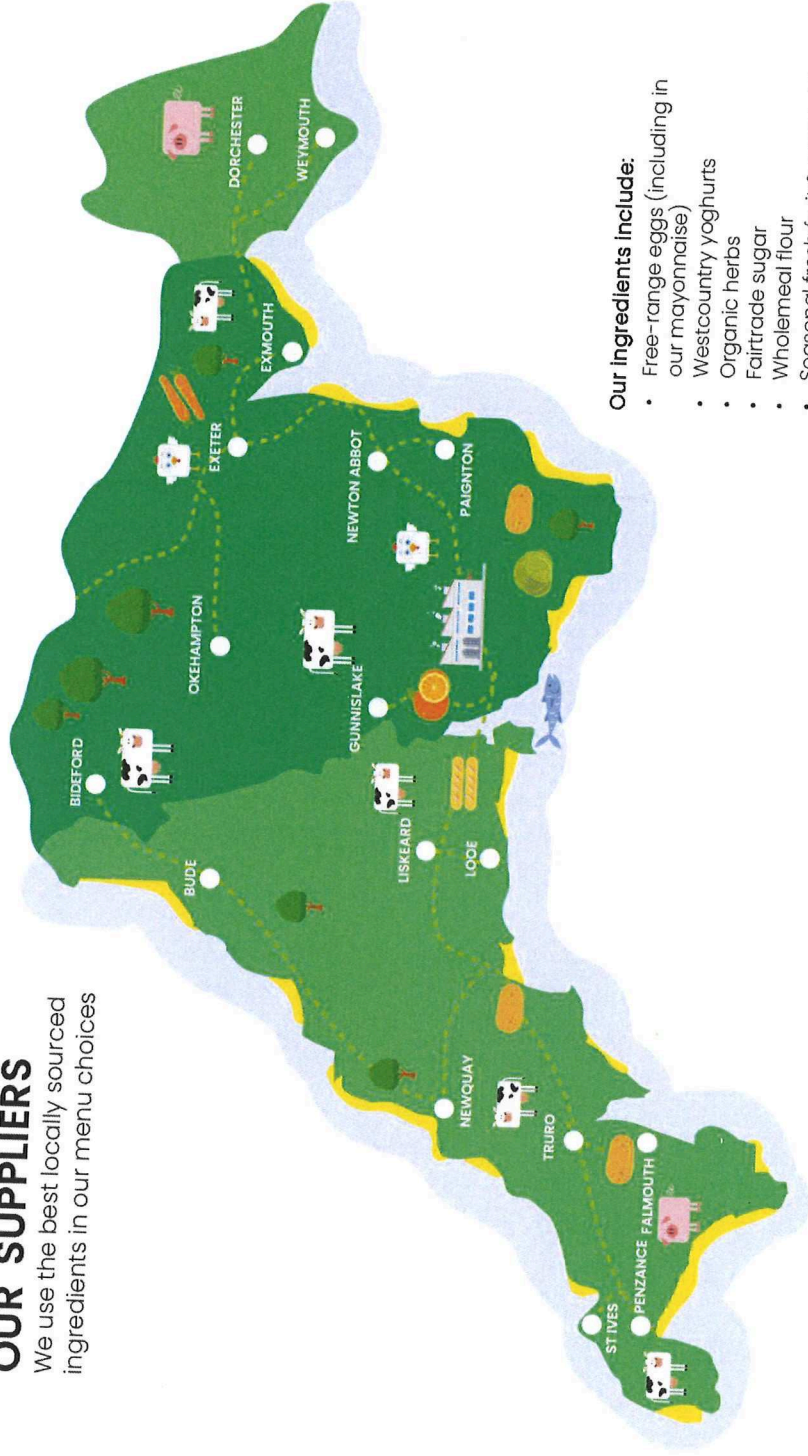 OUR SUPPLIERS
We use the best locally sourced
ingredients in our menu choices
BIDEFORD
BUDE
OKEHAMPTON
EXETER
EXMOUTH
DORCHESTER
WEYMOUTH
GUNNISLAKE
NEWTON ABBOT
PAIGNTON
LISKEARD
LOOE
NEWQUAY
TRURO
FALMOUTH
PENZANCE
ST IVES
Our ingredients include:
• Free-range eggs (including in
our mayonnaise)
• Westcountry yoghurts
• Organic herbs
• Fairtrade sugar
• Wholemeal flour